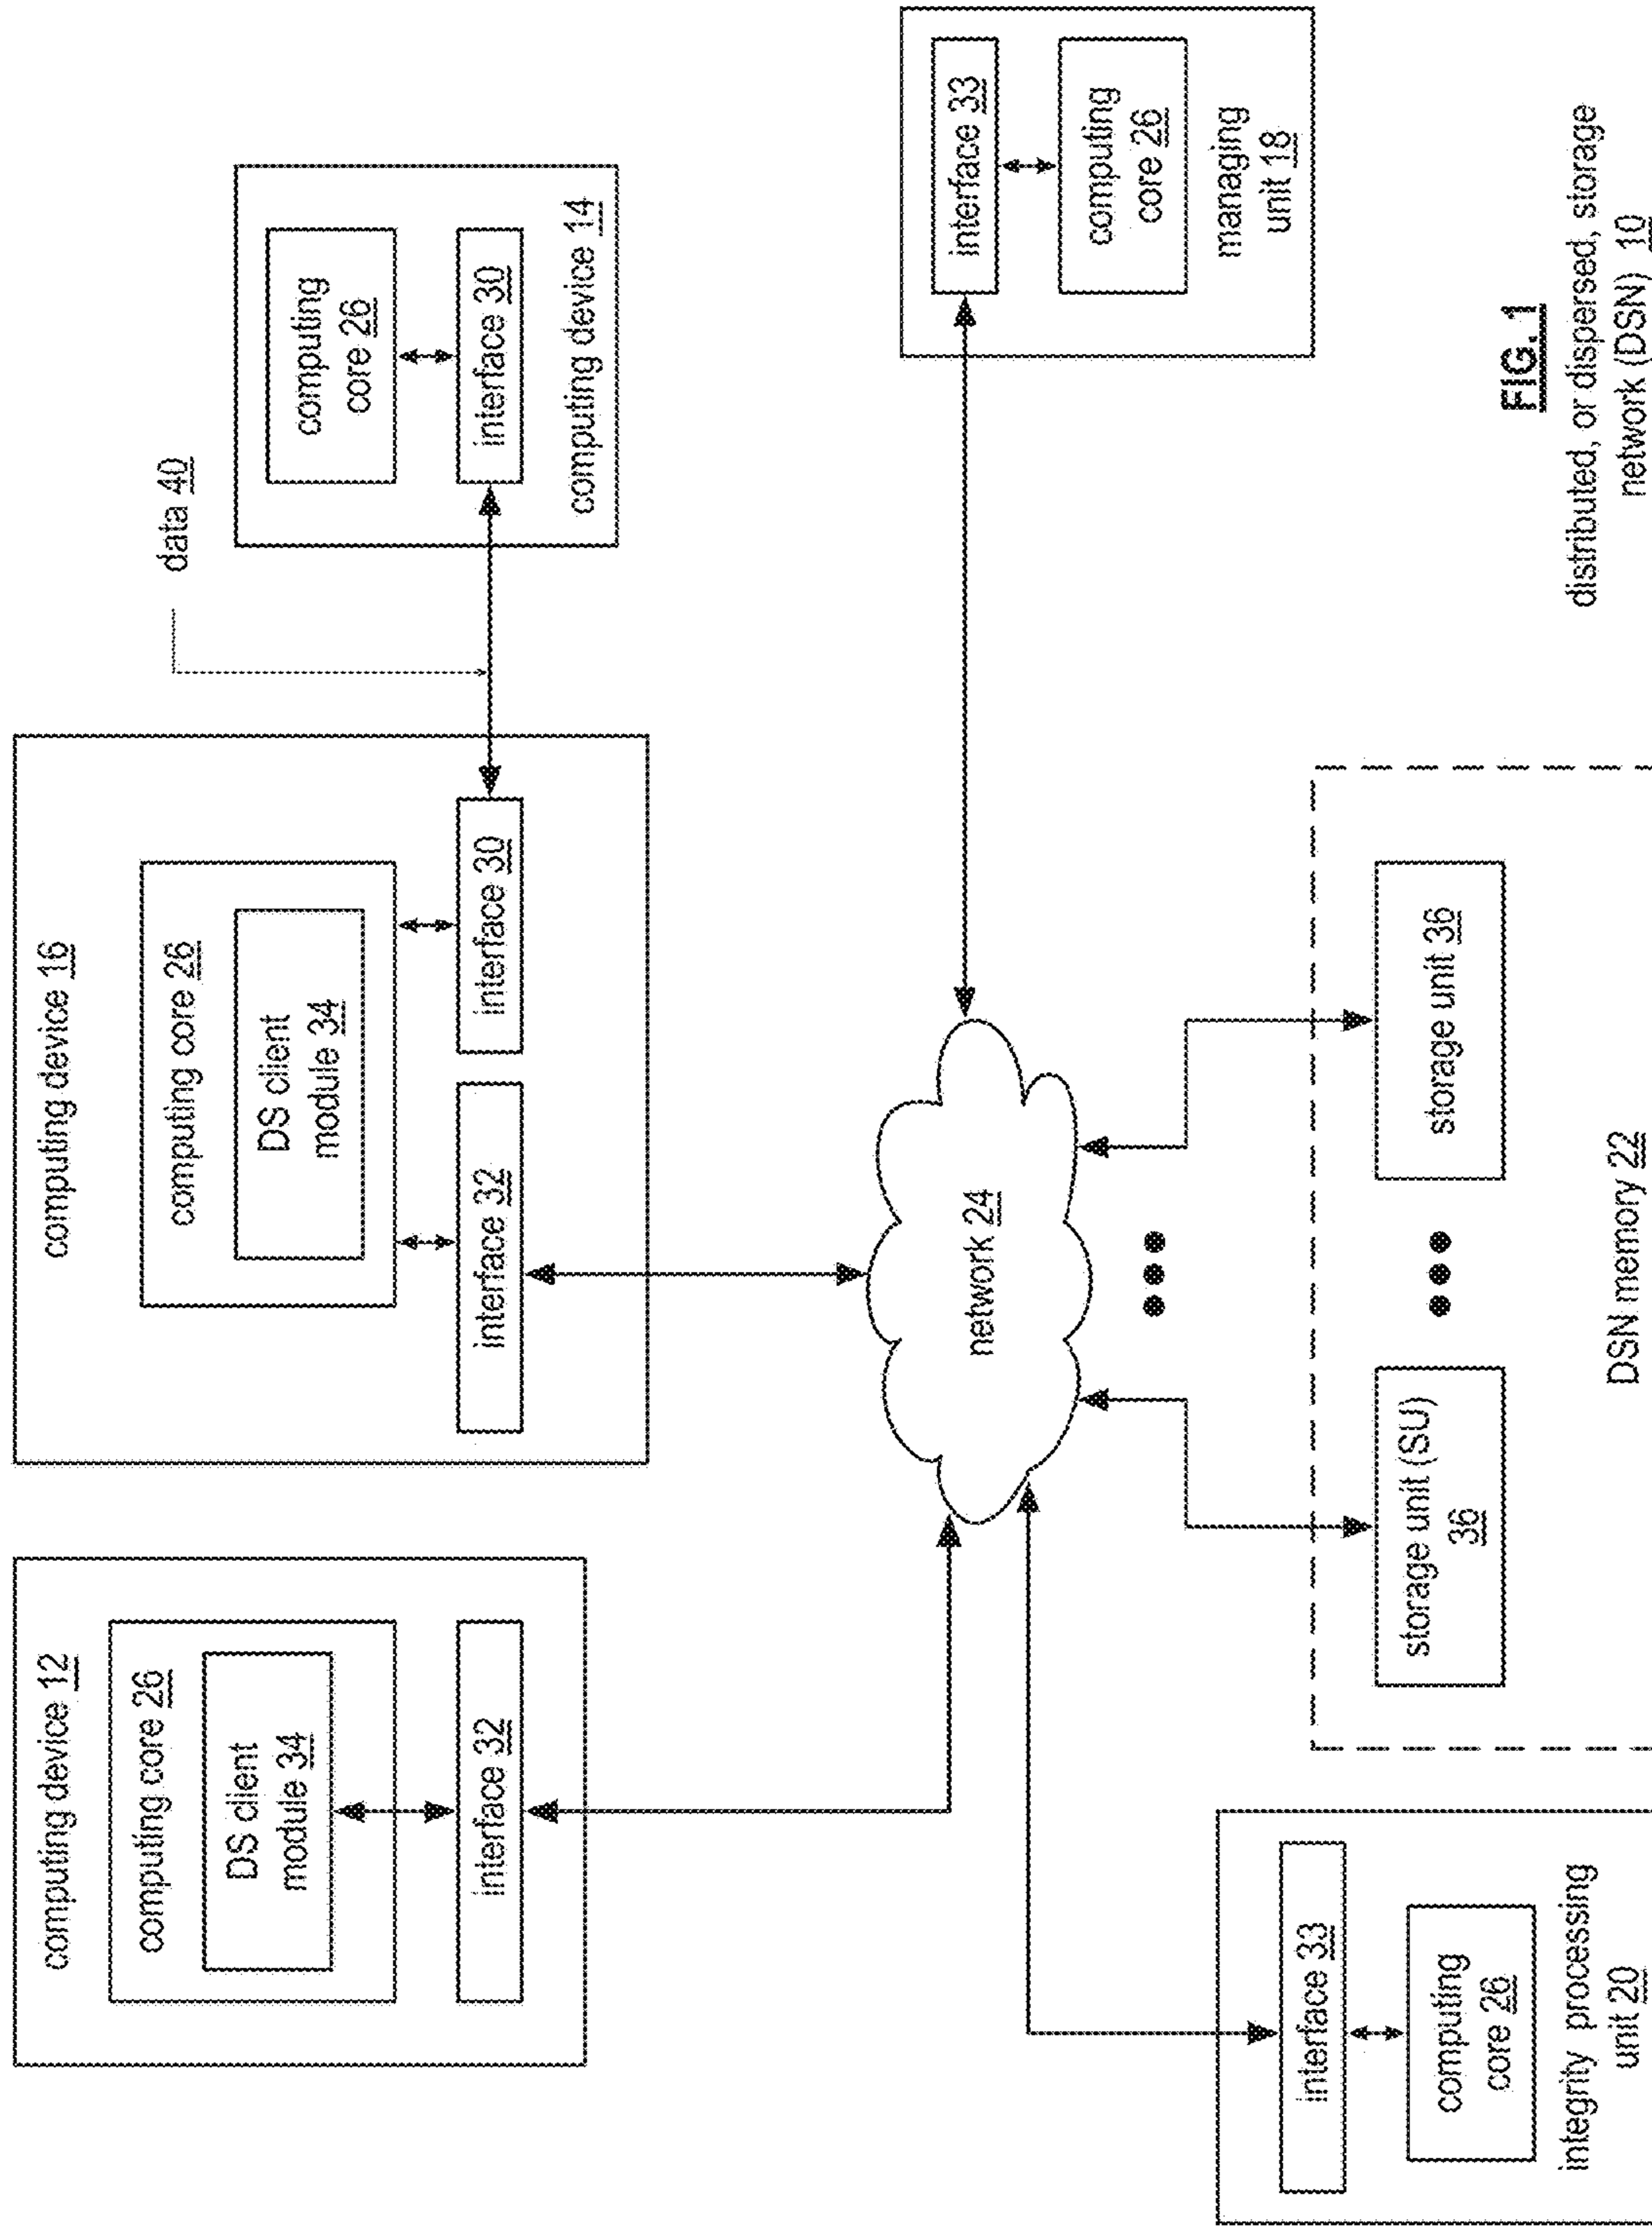 computing device 12
computing core 26
DS client
module 34
interface 32
computing device 16
computing core 26
DS client
module 34
interface 32
interface 30
data 40
computing
core 26
interface 30
computing device 14
network 24
interface 33
computing
core 26
managing
unit 18
interface 33
computing
core 26
integrity processing
unit 20
storage unit (SU)
36
storage unit 36
DSN memory 22
FIG. 1
distributed, or dispersed, storage
network (DSN) 10